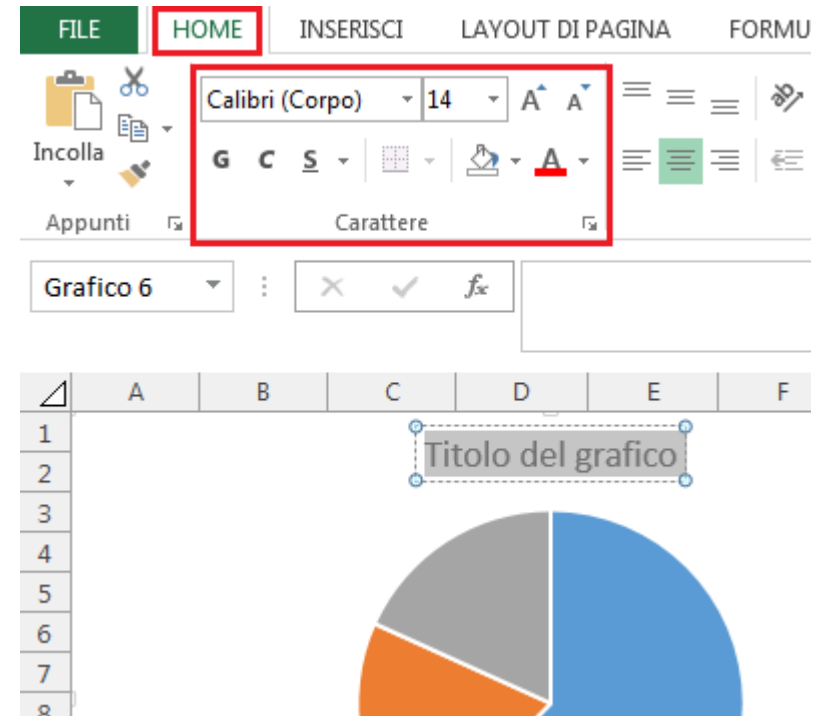 FILE HOME INSERISCI LAYOUT DI PAGINA FORMU
Calibri (Corpo) 14 A A
Incolla G C S A
Appunti Carattere
Grafico 6 fx
A B C D E F
1
Titolo del grafico
2
3
4
5
6
7
8